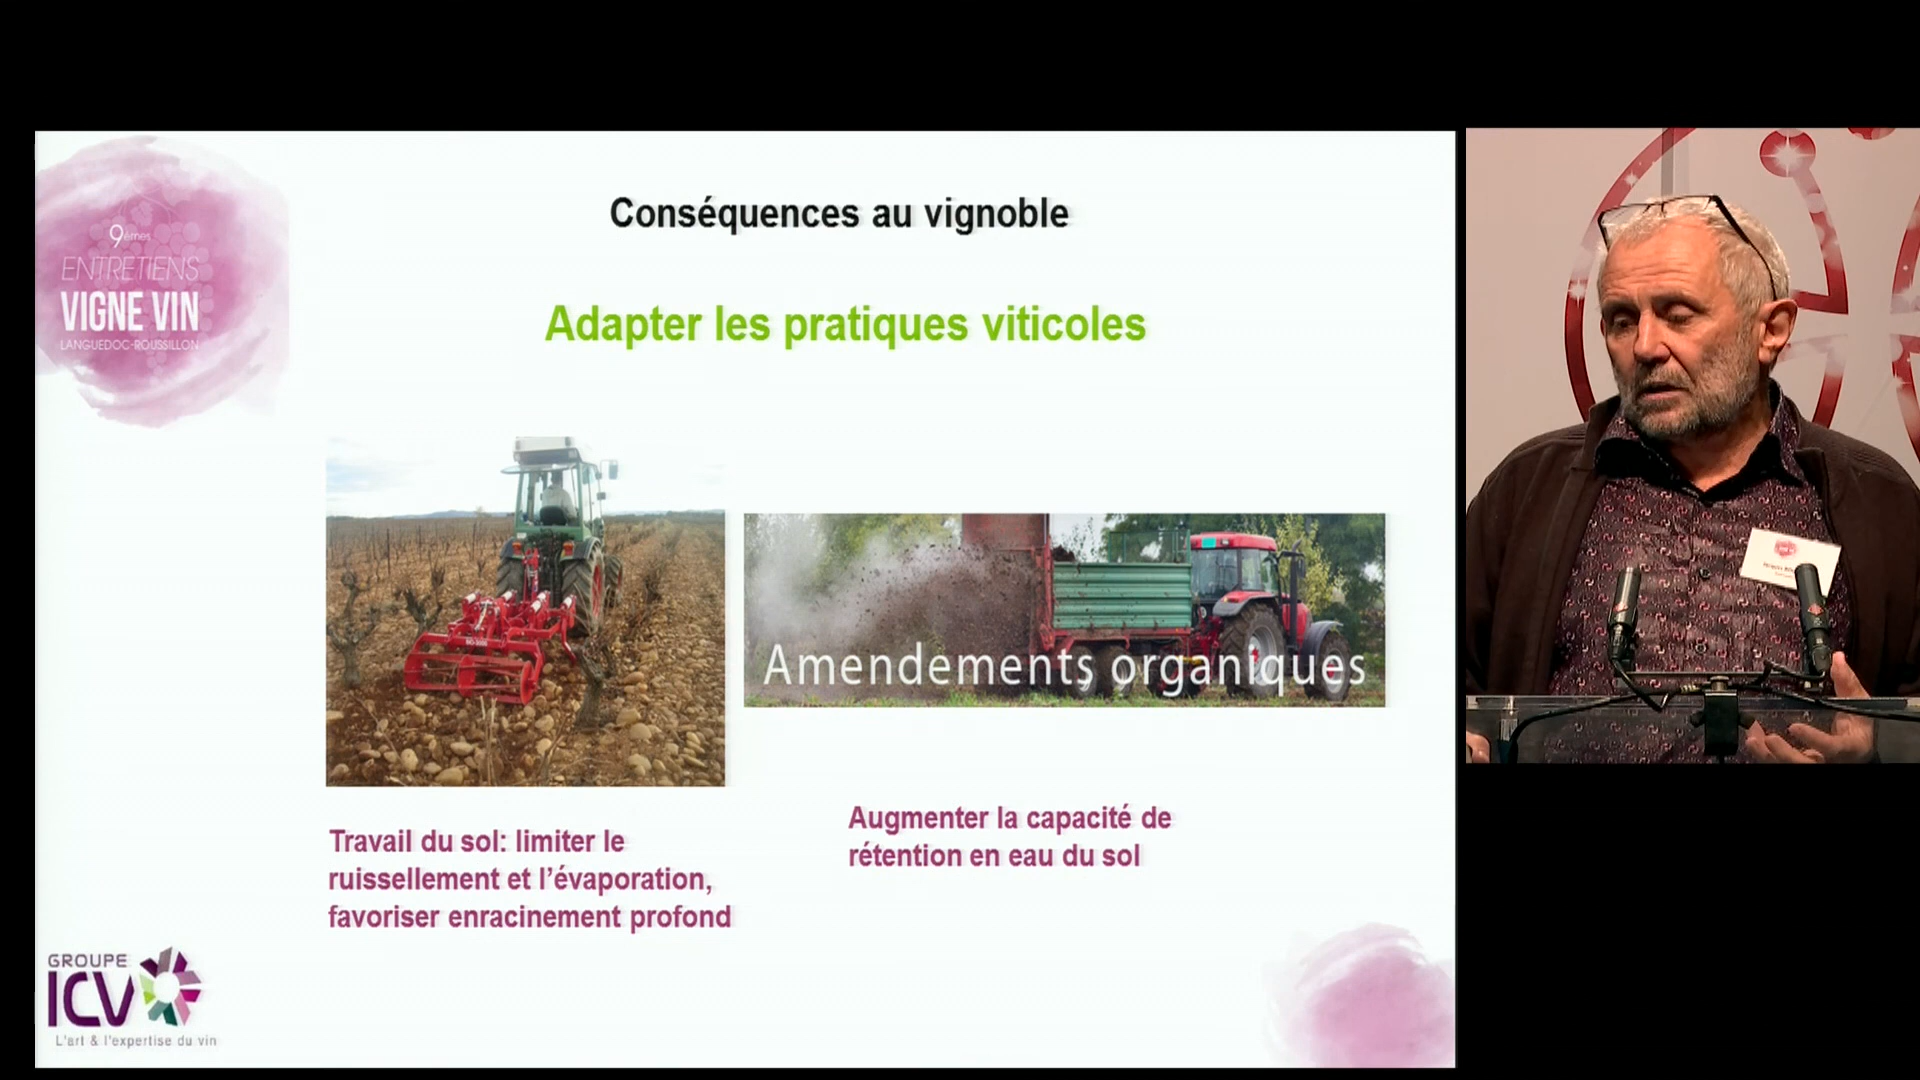 Conséquences au vignoble
9èmes
ENTRETIENS
VIGNE VIN
LANGUEDOC-ROUSSILLON
Adapter les pratiques viticoles
Amendements organiques
Travail du sol: limiter le
ruissellement et l’évaporation,
favoriser enracinement profond
Augmenter la capacité de
rétention en eau du sol
GROUPE
ICV
L'art & l'expertise du vin